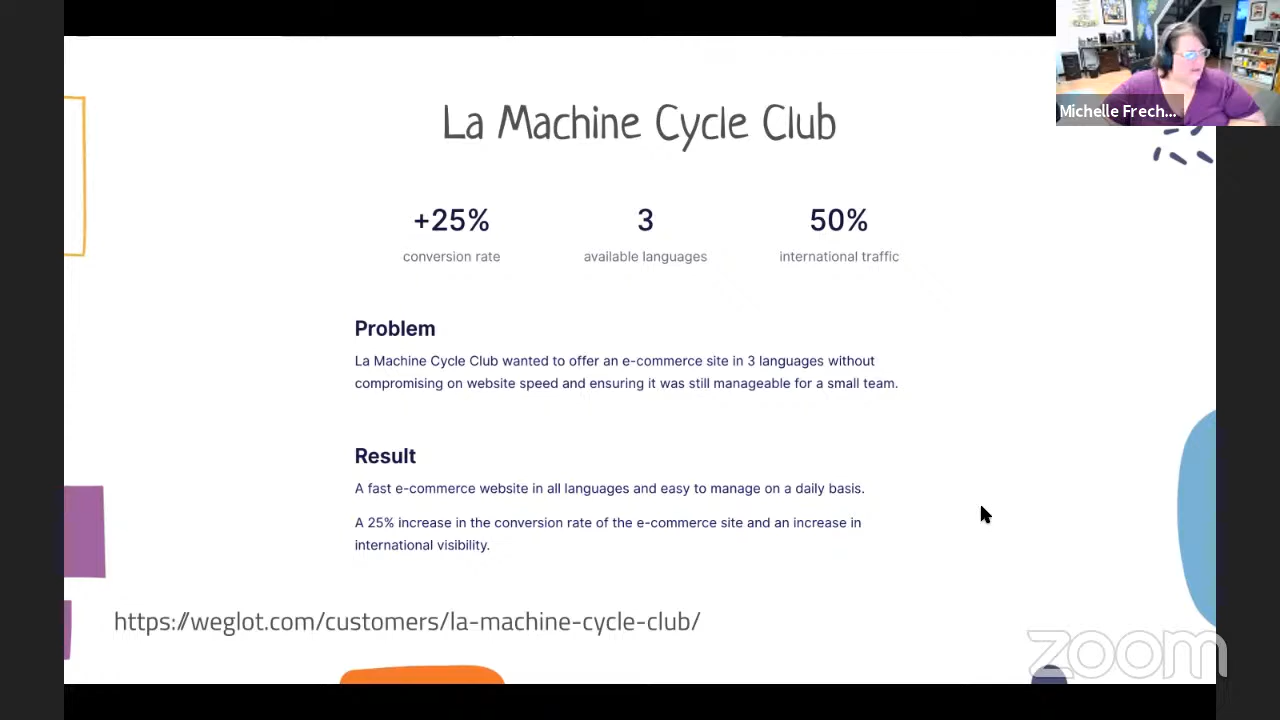 La Machine Cycle Club
Michelle Frech...
+25%
3
50%
conversion rate
available languages
international traffic
Problem
La Machine Cycle Club wanted to offer an e-commerce site in 3 languages without
compromising on website speed and ensuring it was still manageable for a small team.
Result
A fast e-commerce website in all languages and easy to manage on a daily basis.
A 25% increase in the conversion rate of the e-commerce site and an increase in
international visibility.
https://weglot.com/customers/la-machine-cycle-club/
zoom